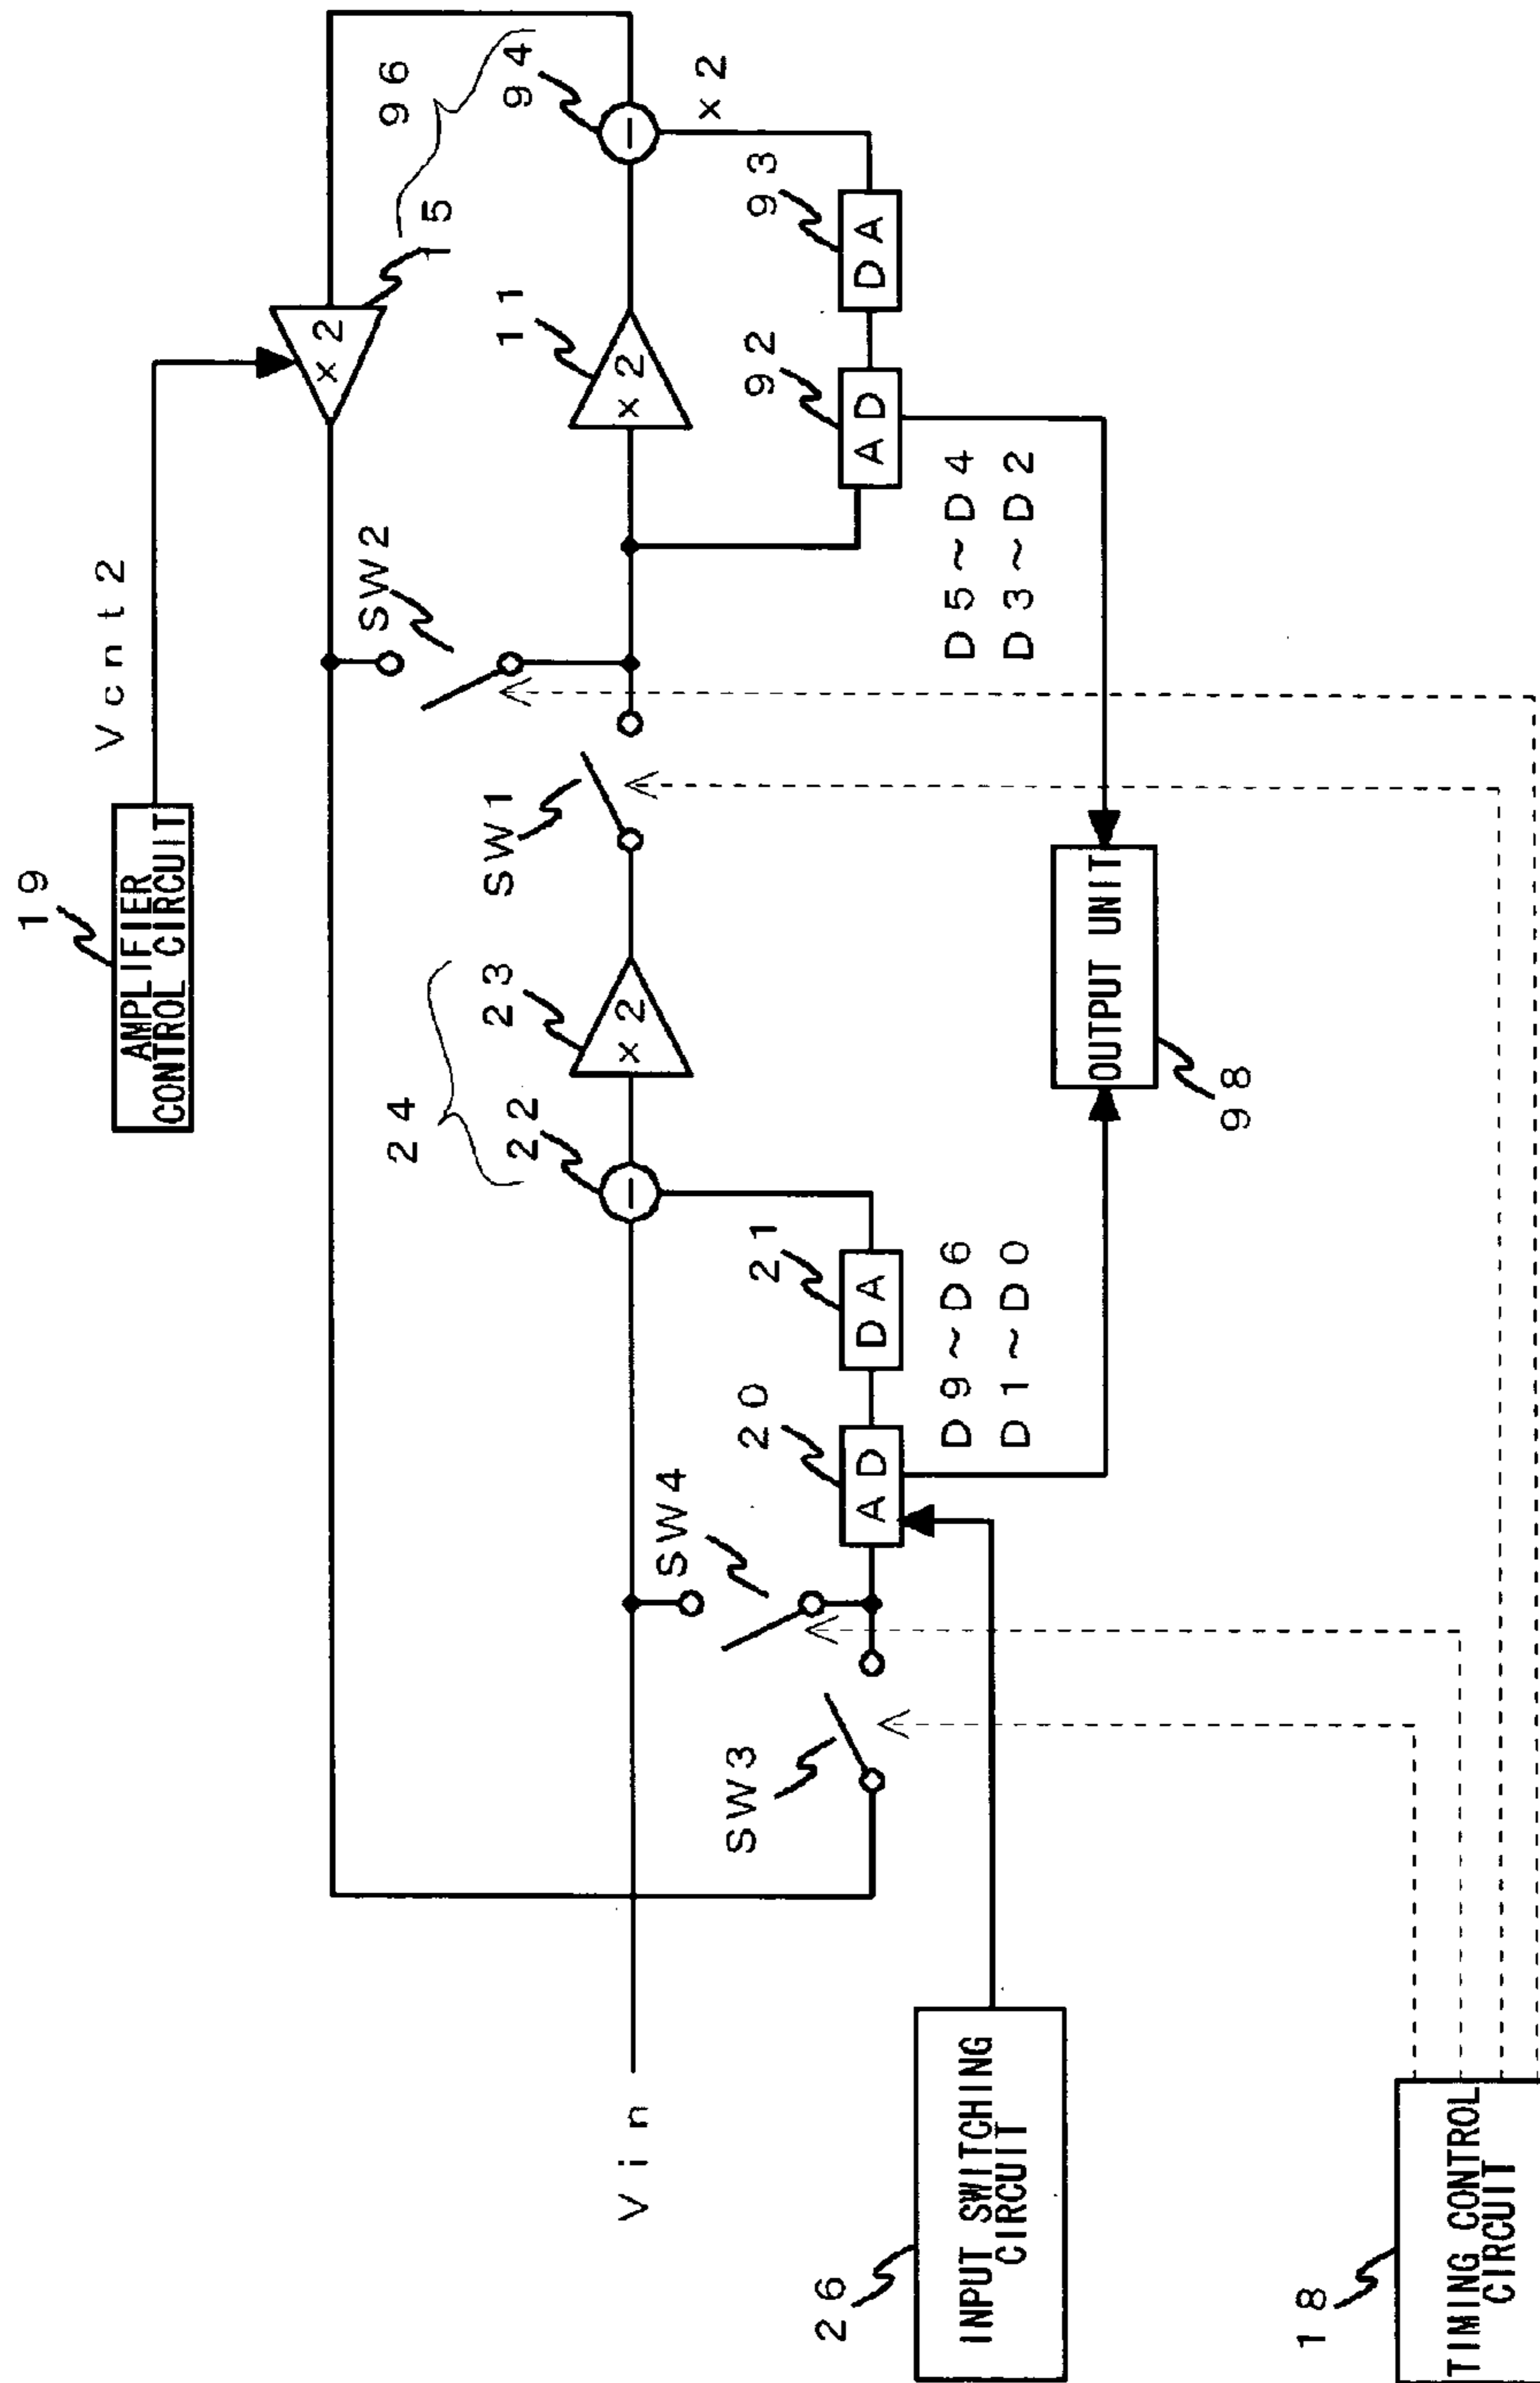 19
AMPLIFIER
CONTROL CIRCUIT
Vcnt2
×2
15
96
24
22
23
×2
SW1
SW2
11
×2
94
×2
Vin
SW3
SW4
20
AD
21
DA
92
AD
93
DA
D9~D6
D1~D0
D5~D4
D3~D2
26
INPUT SWITCHING
CIRCUIT
OUTPUT UNIT
98
18
TIMING CONTROL
CIRCUIT